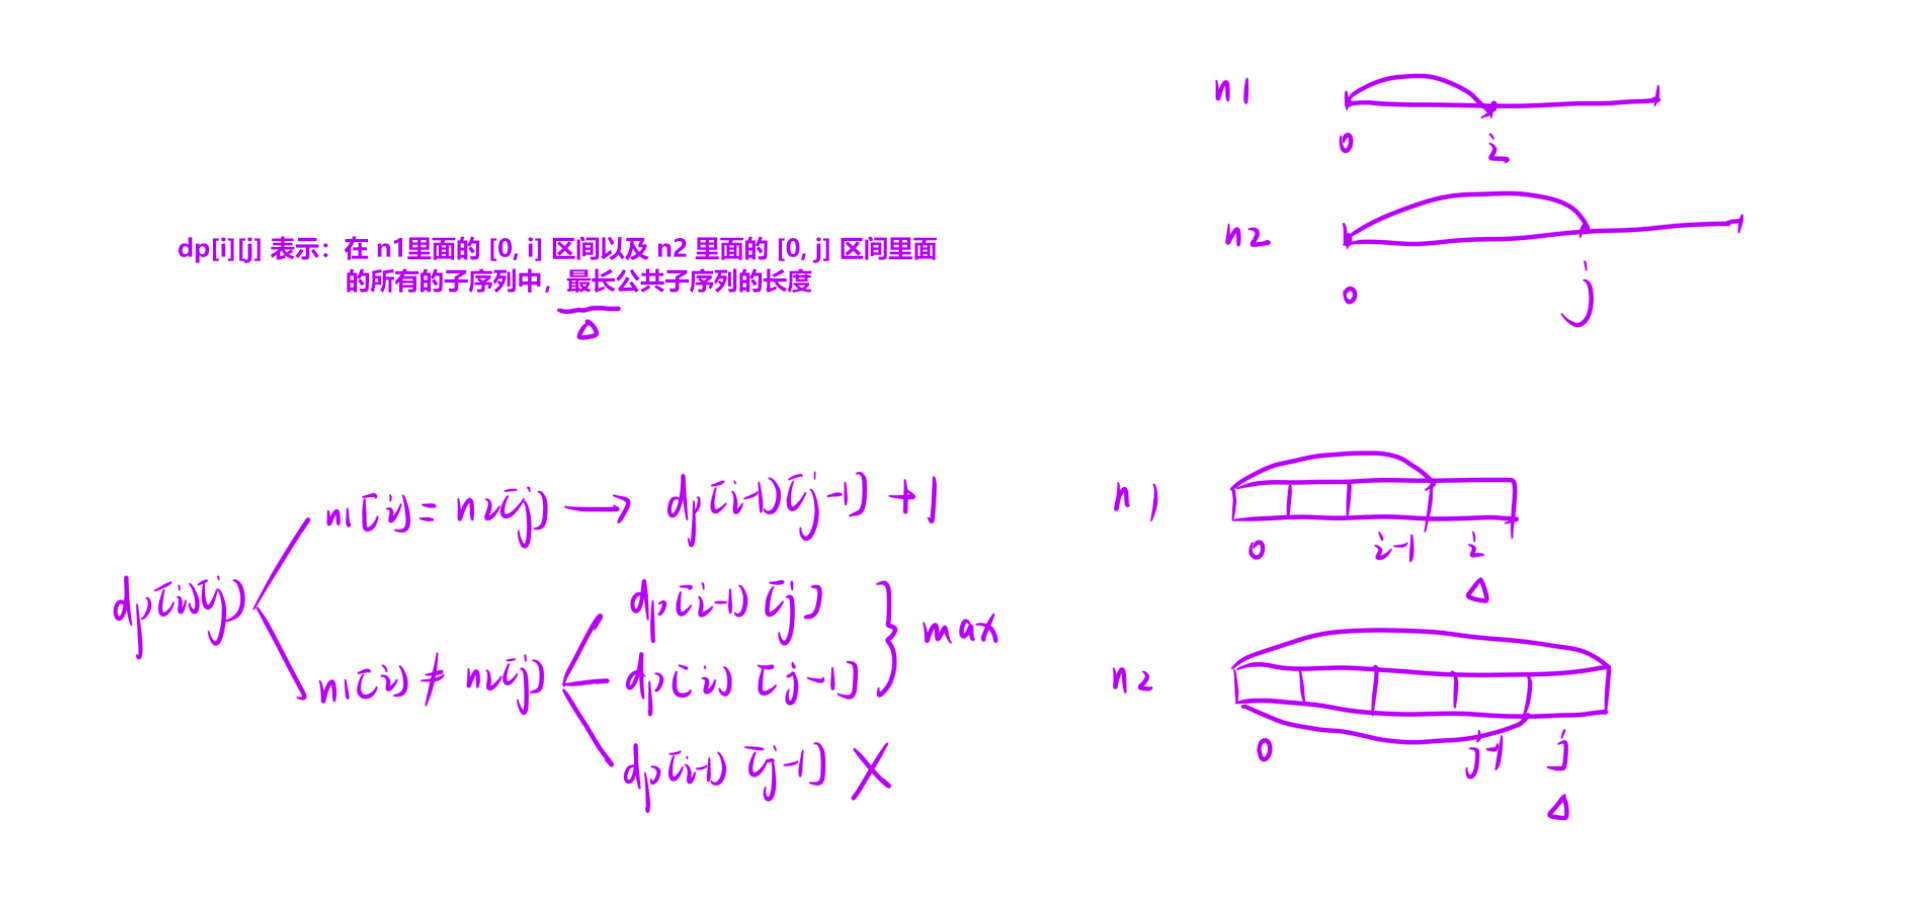 n1
0 i
n2
0 j
dp[i][j] 表示：在 n1里面的 [0, i] 区间以及 n2 里面的 [0, j] 区间里面
的所有的子序列中，最长公共子序列的长度
dp[i][j]
n1[i] = n2[j] → dp[i-1][j-1] + 1
n1[i] ≠ n2[j]
dp[i-1][j]
dp[i][j-1]
} max
dp[i-1][j-1] X
n1
0 i-1 i
n2
0 j-1 j